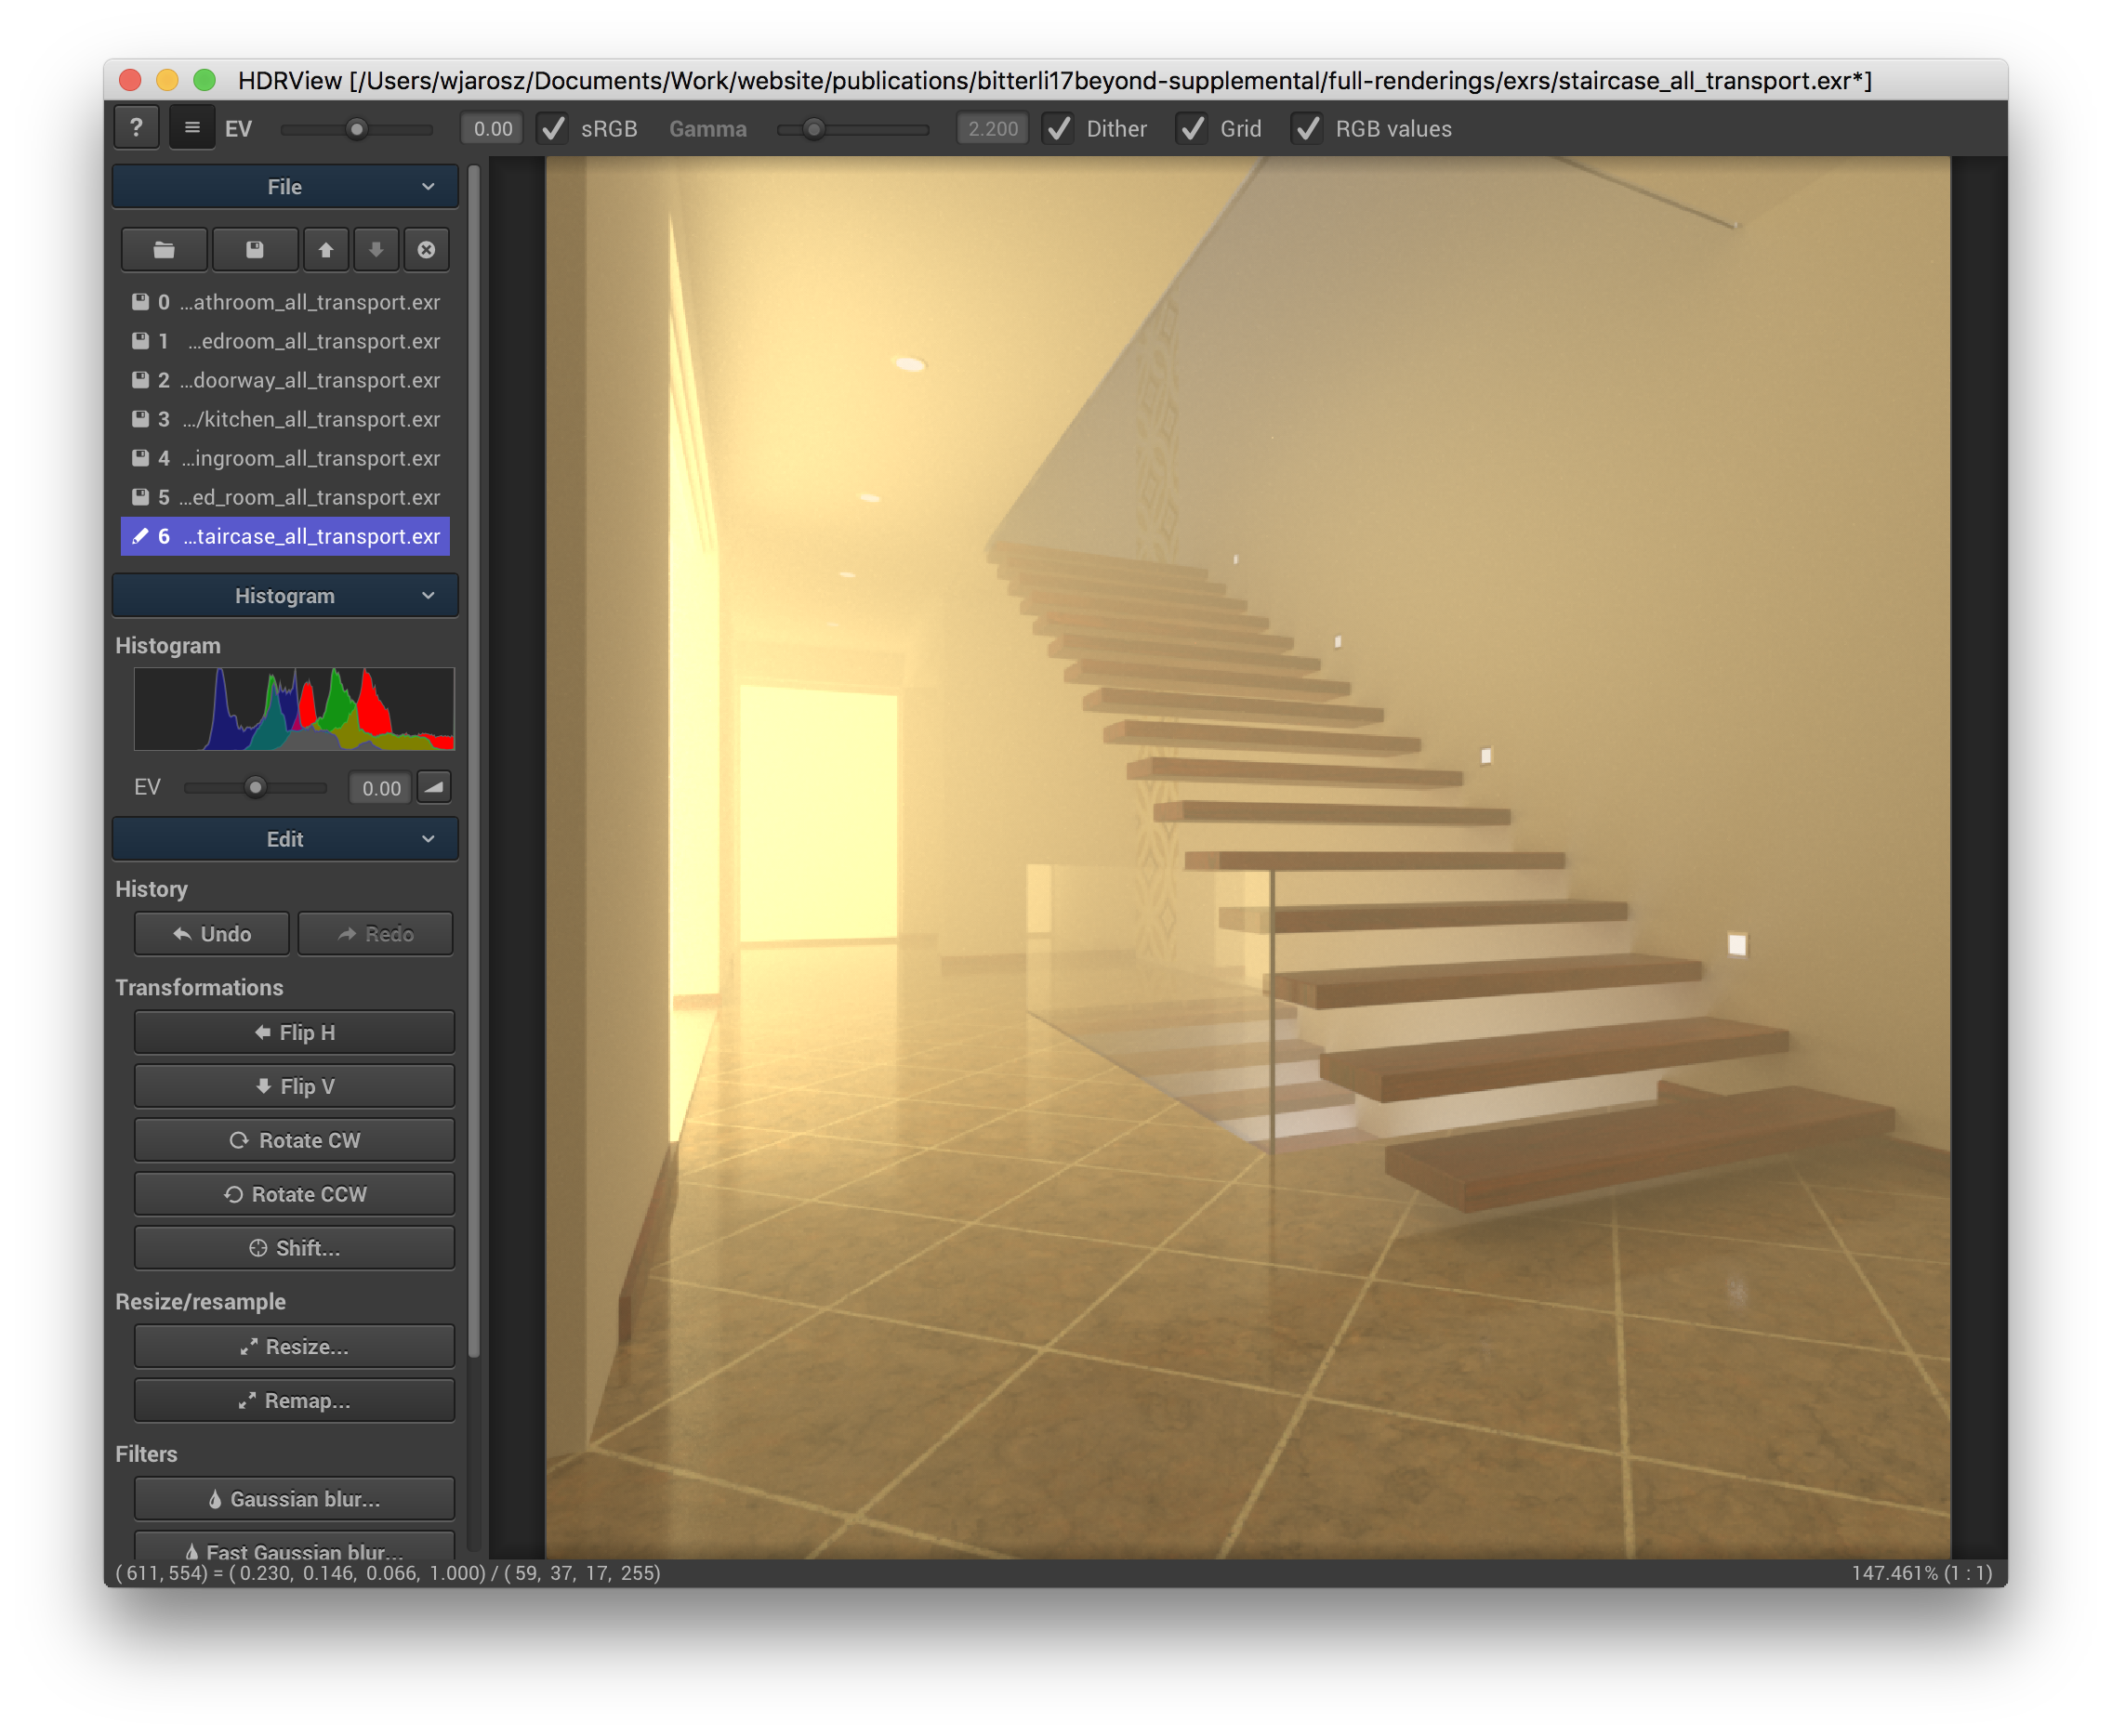 HDRView [/Users/wjarosz/Documents/Work/website/publications/bitterli17beyond-supplemental/full-renderings/exrs/staircase_all_transport.exr*]
? EV 0.00 sRGB Gamma 2.200 Dither Grid RGB values
File
0 ...athroom_all_transport.exr
1 ...edroom_all_transport.exr
2 ...doorway_all_transport.exr
3 .../kitchen_all_transport.exr
4 ...ingroom_all_transport.exr
5 ...ed_room_all_transport.exr
6 ...taircase_all_transport.exr
Histogram
Histogram
EV 0.00
Edit
History
Undo Redo
Transformations
Flip H
Flip V
Rotate CW
Rotate CCW
Shift...
Resize/resample
Resize...
Remap...
Filters
Gaussian blur...
Fast Gaussian blur...
(611,554) = (0.230, 0.146, 0.066, 1.000) / (59, 37, 17, 255) 147.461% (1 : 1)